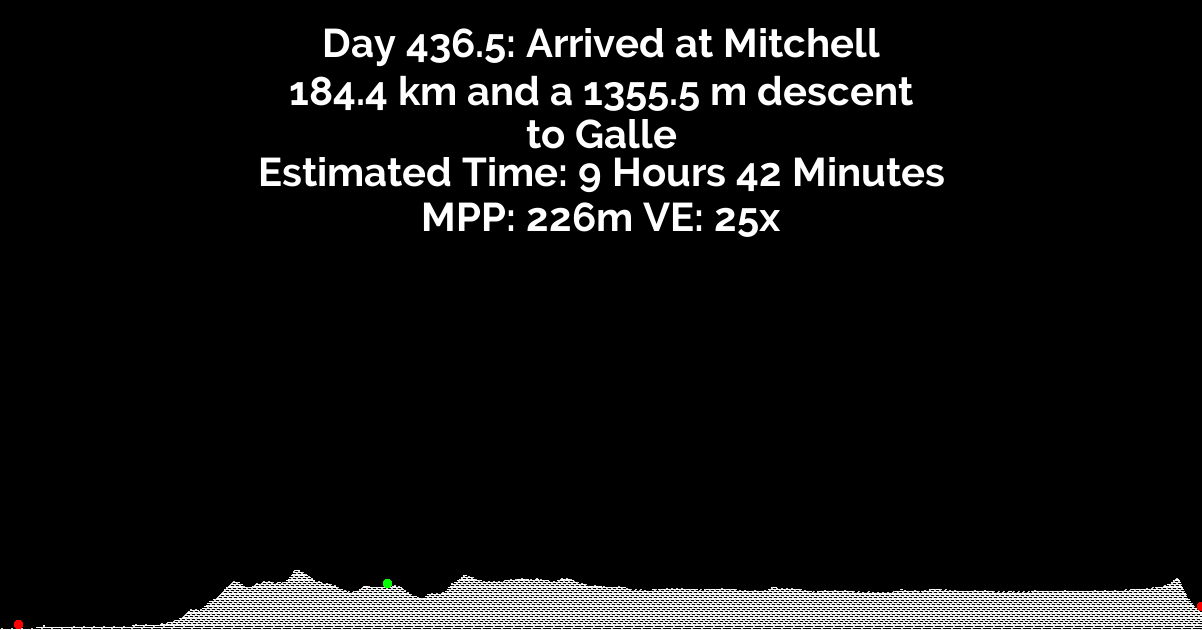 Day 436.5: Arrived at Mitchell
184.4 km and a 1355.5 m descent
to Galle
Estimated Time: 9 Hours 42 Minutes
MPP: 226m VE: 25x